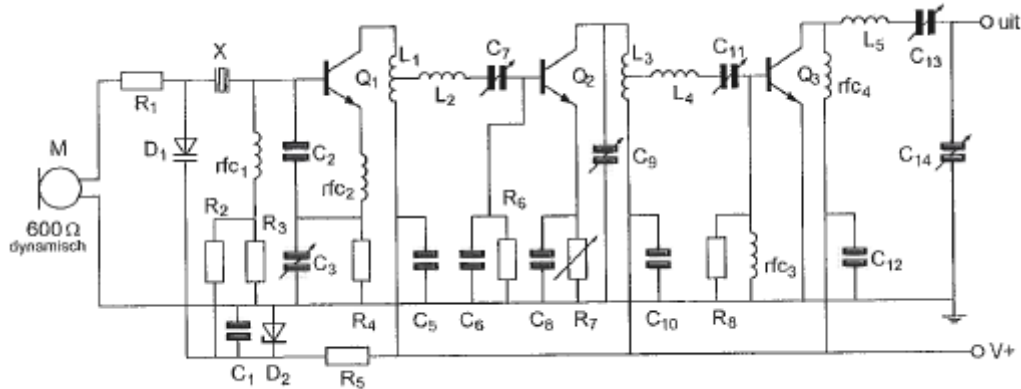 X
R1
D1
M
600 Ω
dynamisch
rfc1
R2
R3
C2
C3
Q1
rfc2
R4
C1
D2
R5
L1
L2
C7
C5
C6
R6
C8
R7
Q2
C9
L3
L4
C11
C10
R8
rfc3
Q3
rfc4
C12
L5
C13
C14
uit
V+